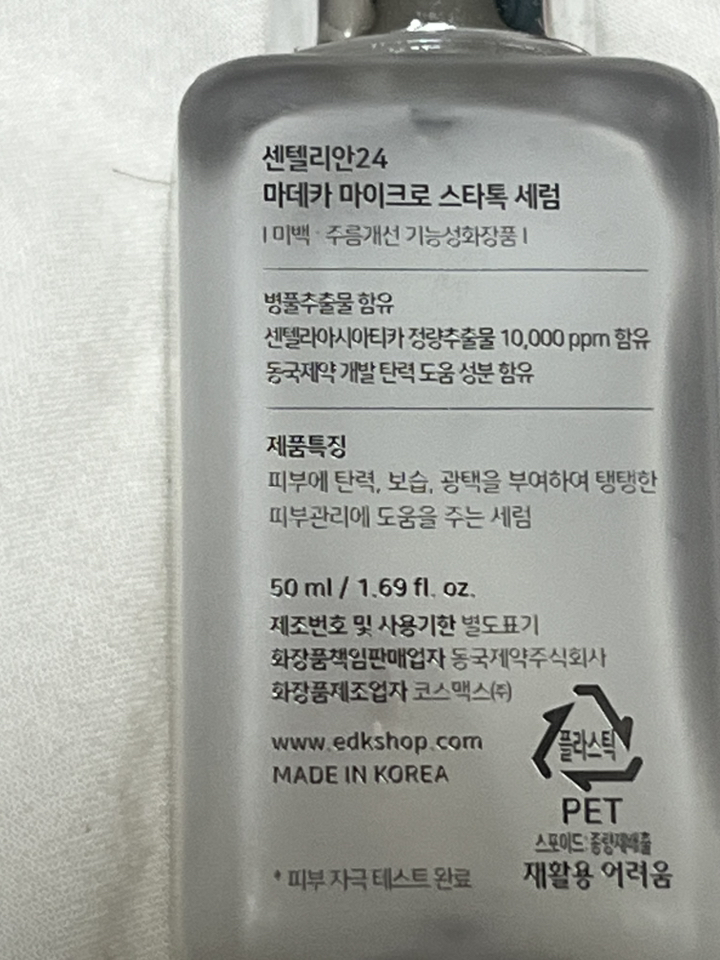 센텔리안24
마데카 마이크로 스타톡 세럼
| 미백 · 주름개선 기능성화장품 |
병풀추출물 함유
센텔라아시아티카 정량추출물 10,000 ppm 함유
동국제약 개발 탄력 도움 성분 함유
제품특징
피부에 탄력, 보습, 광택을 부여하여 탱탱한
피부관리에 도움을 주는 세럼
50 ml / 1.69 fl. oz.
제조번호 및 사용기한 별도표기
화장품책임판매업자 동국제약주식회사
화장품제조업자 코스맥스㈜
www.edkshop.com
MADE IN KOREA
플라스틱
PET
스포이드:종량제배출
재활용 어려움
* 피부 자극 테스트 완료